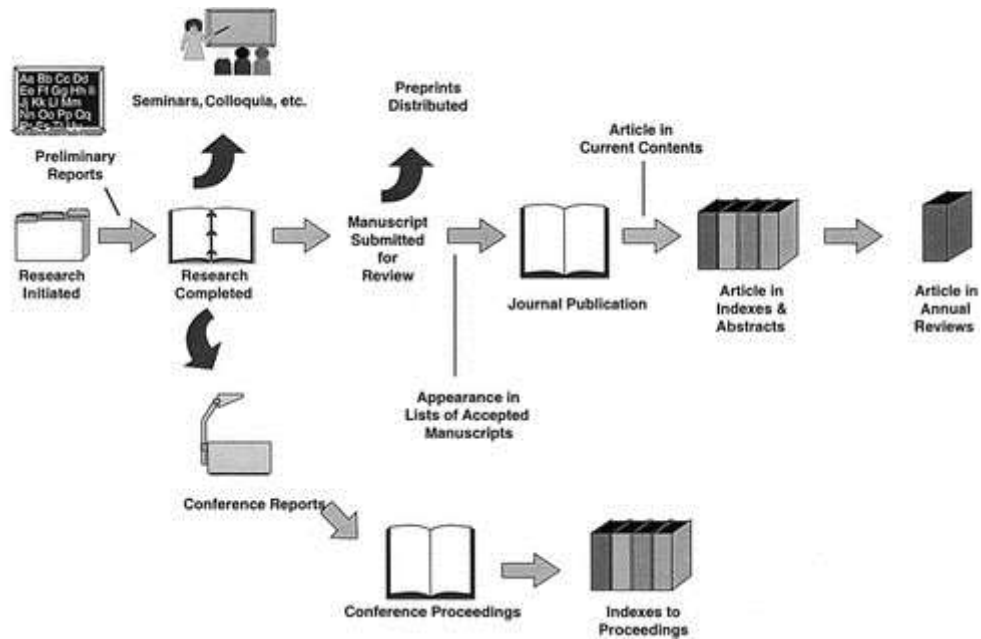 Aa Bb Cc Dd
Ee Ff Gg Hh Ii
Jj Kk Ll Mm
Nn Oo Pp Qq
Seminars, Colloquia, etc.
Preprints
Distributed
Article in
Current Contents
Preliminary
Reports
Research
Initiated
Research
Completed
Manuscript
Submitted
for
Review
Journal Publication
Article in
Indexes &
Abstracts
Article in
Annual
Reviews
Appearance in
Lists of Accepted
Manuscripts
Conference Reports
Conference Proceedings
Indexes to
Proceedings